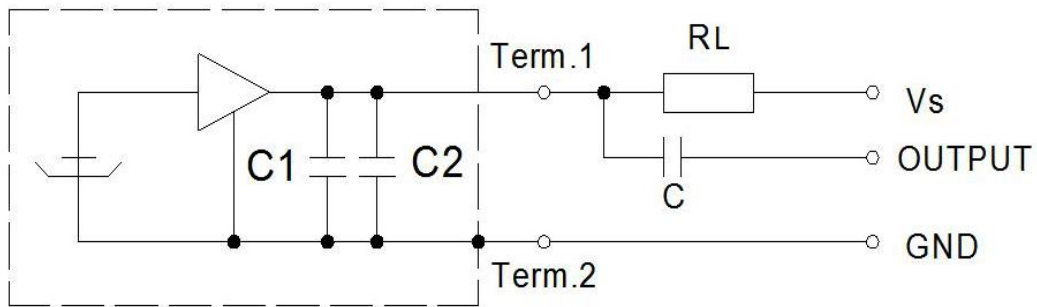 Term.1
RL
Vs
C1
C2
OUTPUT
C
GND
Term.2